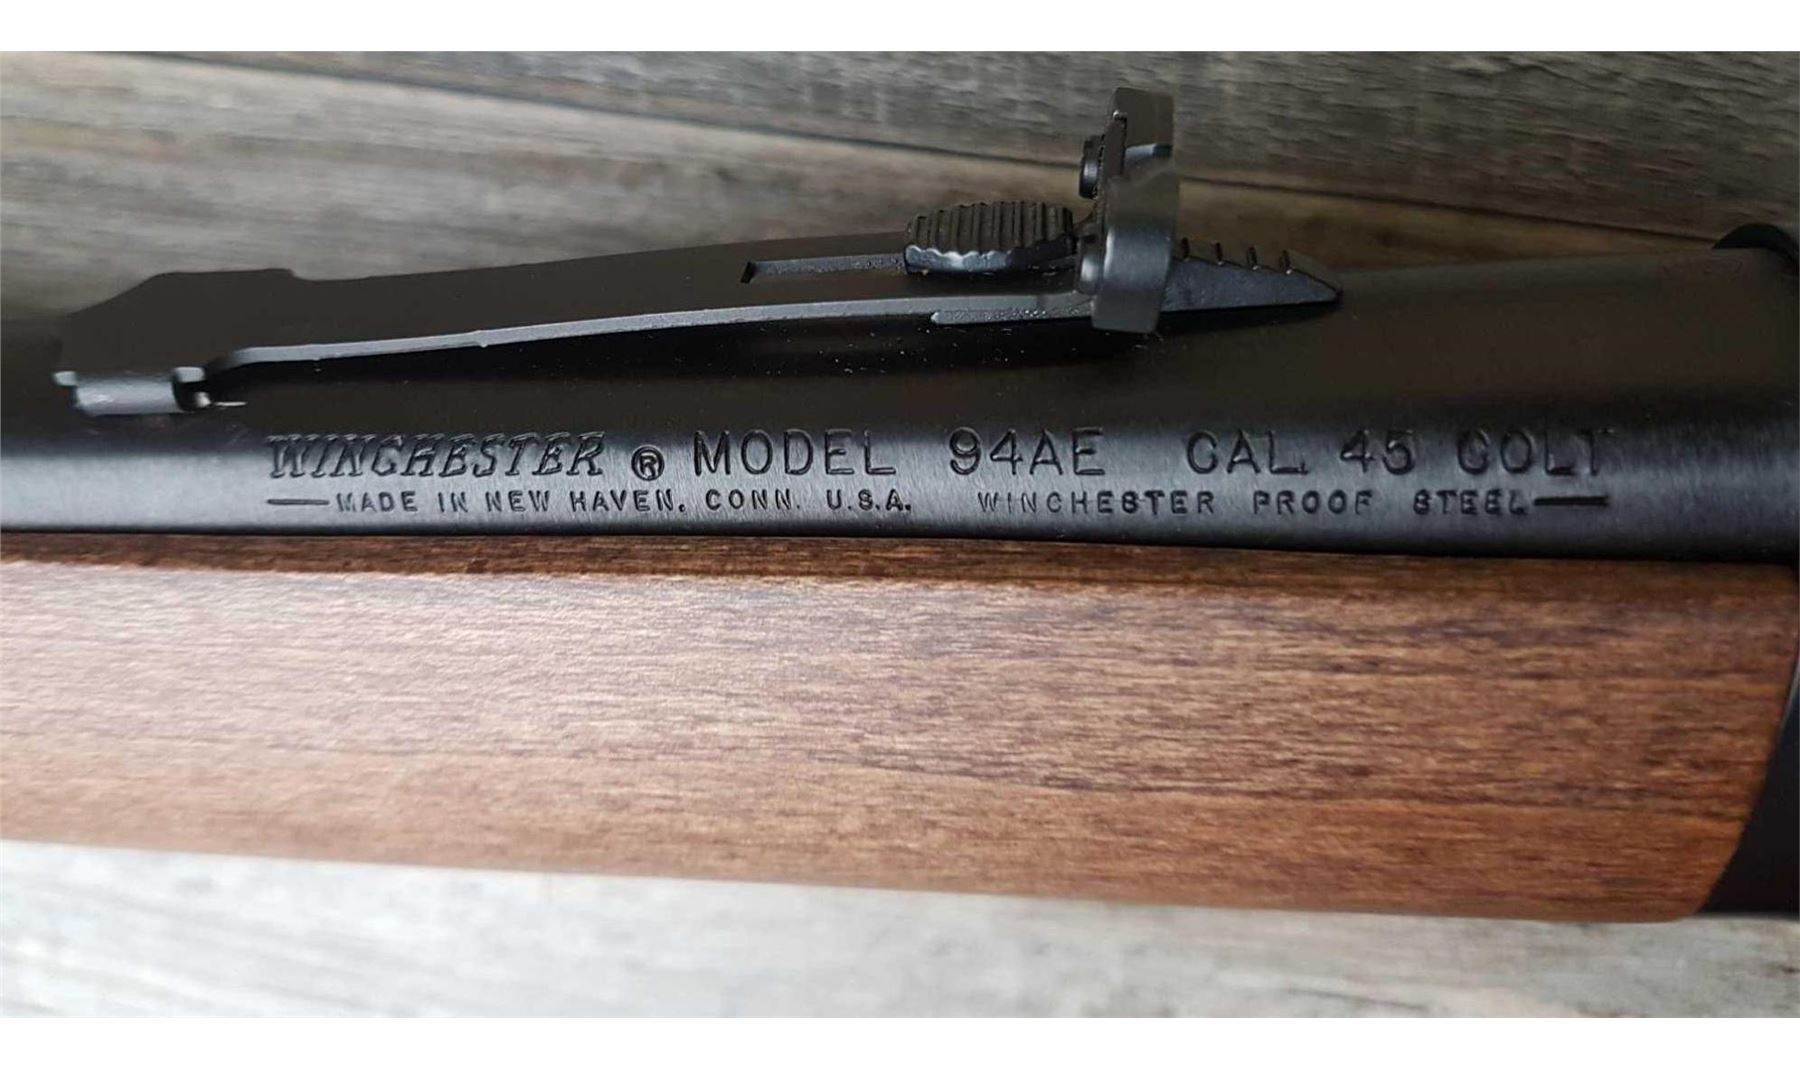 WINCHESTER ® MODEL 94AE CAL. 45 COLT
—MADE IN NEW HAVEN, CONN. U.S.A. WINCHESTER PROOF STEEL—